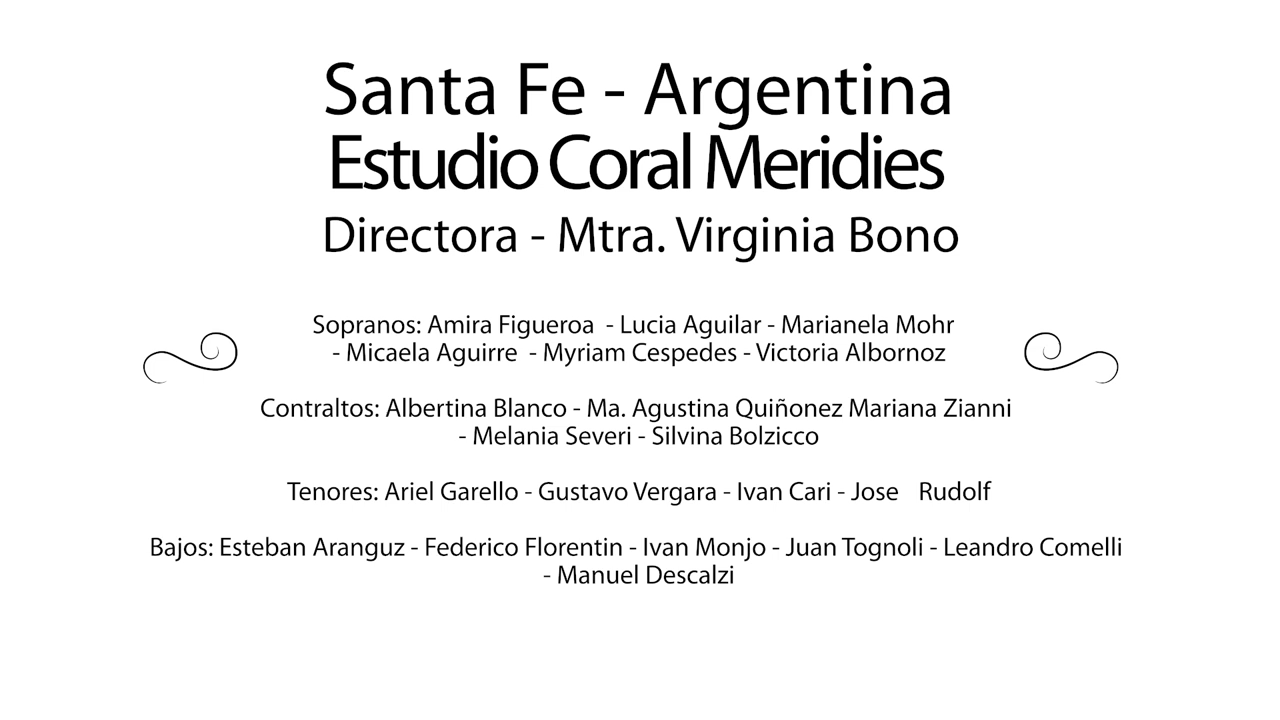 Santa Fe - Argentina
Estudio Coral Meridies
Directora - Mtra. Virginia Bono
Sopranos: Amira Figueroa  - Lucia Aguilar - Marianela Mohr
- Micaela Aguirre  - Myriam Cespedes - Victoria Albornoz
Contraltos: Albertina Blanco - Ma. Agustina Quiñonez Mariana Zianni
- Melania Severi - Silvina Bolzicco
Tenores: Ariel Garello - Gustavo Vergara - Ivan Cari - Jose   Rudolf
Bajos: Esteban Aranguz - Federico Florentin - Ivan Monjo - Juan Tognoli - Leandro Comelli
- Manuel Descalzi